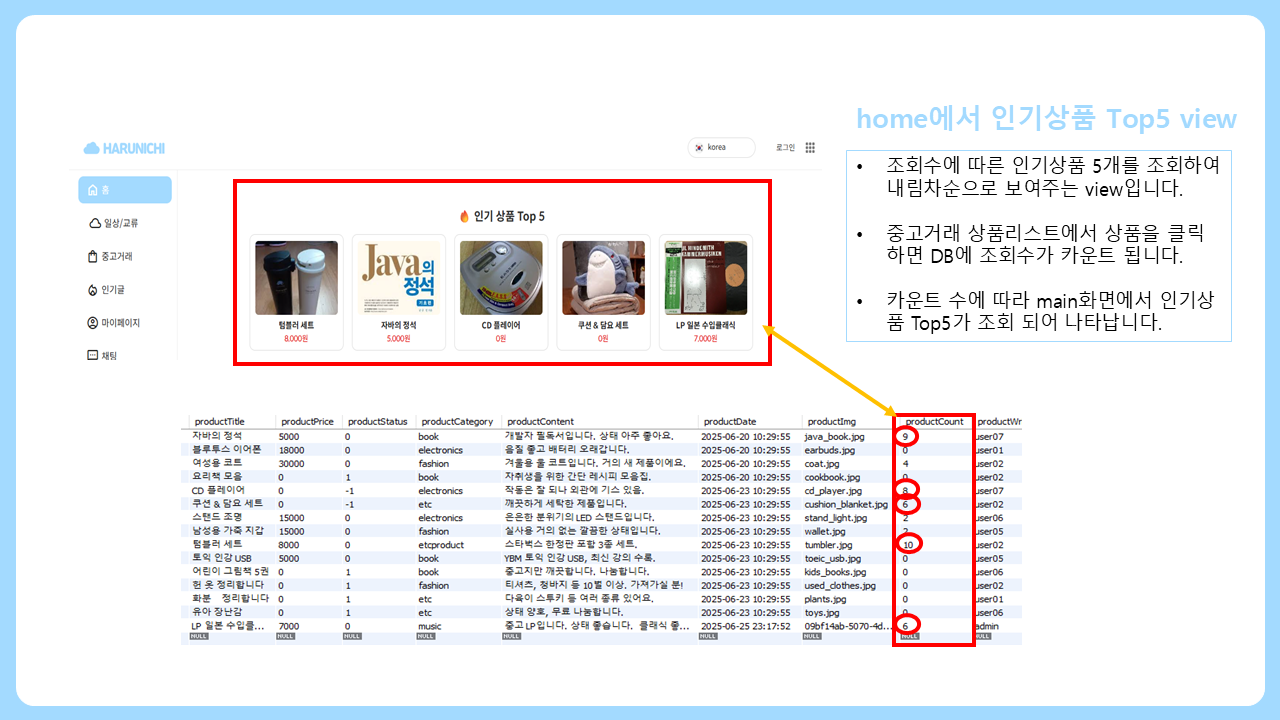 home에서 인기상품 Top5 view
HARUNICHI
korea
로그인
홈
일상/교류
중고거래
인기글
마이페이지
채팅
인기 상품 Top 5
Java의
정석
텀블러 세트
8,000원
자바의 정석
5,000원
CD 플레이어
0원
쿠션 & 담요 세트
0원
LP 일본 수입클래식
7,000원
• 조회수에 따른 인기상품 5개를 조회하여
내림차순으로 보여주는 view입니다.
• 중고거래 상품리스트에서 상품을 클릭
하면 DB에 조회수가 카운트 됩니다.
• 카운트 수에 따라 main화면에서 인기상
품 Top5가 조회 되어 나타납니다.
productTitle productPrice productStatus productCategory productContent productDate productImg productCount productWr
자바의 정석 5000 0 book 개발자 필독서입니다. 상태 아주 좋아요. 2025-06-20 10:29:55 java_book.jpg 9 user07
블루투스 이어폰 18000 0 electronics 음질 좋고 배터리 오래갑니다. 2025-06-20 10:29:55 earbuds.jpg 0 user01
여성용 코트 30000 0 fashion 겨울용 울 코트입니다. 거의 새 제품이에요. 2025-06-20 10:29:55 coat.jpg 4 user02
요리책 모음 0 1 book 자취생을 위한 간단 레시피 모음집. 2025-06-20 10:29:55 cookbook.jpg 0 user02
CD 플레이어 0 -1 electronics 작동은 잘 되나 외관에 기스 있음. 2025-06-23 10:29:55 cd_player.jpg 8 user07
쿠션 & 담요 세트 0 -1 etc 깨끗하게 세탁한 제품입니다. 2025-06-23 10:29:55 cushion_blanket.jpg 6 user02
스탠드 조명 15000 0 electronics 은은한 분위기의 LED 스탠드입니다. 2025-06-23 10:29:55 stand_light.jpg 2 user06
남성용 가죽 지갑 15000 0 fashion 실사용 거의 없는 깔끔한 상태입니다. 2025-06-23 10:29:55 wallet.jpg 2 user05
텀블러 세트 8000 0 etcproduct 스타벅스 한정판 포함 3종 세트. 2025-06-23 10:29:55 tumbler.jpg 10 user02
토익 인강 USB 5000 0 book YBM 토익 인강 USB, 최신 강의 수록. 2025-06-23 10:29:55 toeic_usb.jpg 0 user05
어린이 그림책 5권 0 1 book 중고지만 깨끗합니다. 나눔합니다. 2025-06-23 10:29:55 kids_books.jpg 0 user06
헌 옷 정리합니다 0 1 fashion 티셔츠, 청바지 등 10벌 이상, 가져가실 분! 2025-06-23 10:29:55 used_clothes.jpg 0 user02
화분 정리합니다 0 1 etc 다육이 스투키 등 여러 종류 있어요. 2025-06-23 10:29:55 plants.jpg 0 user01
유아 장난감 0 1 etc 상태 양호, 무료 나눔합니다. 2025-06-23 10:29:55 toys.jpg 0 user06
LP 일본 수입클... 7000 0 music 중고 LP입니다. 상태 좋습니다. 클래식 좋... 2025-06-25 23:17:52 09bf14ab-5070-4d... 6 admin
NULL NULL NULL NULL NULL NULL NULL NULL NULL